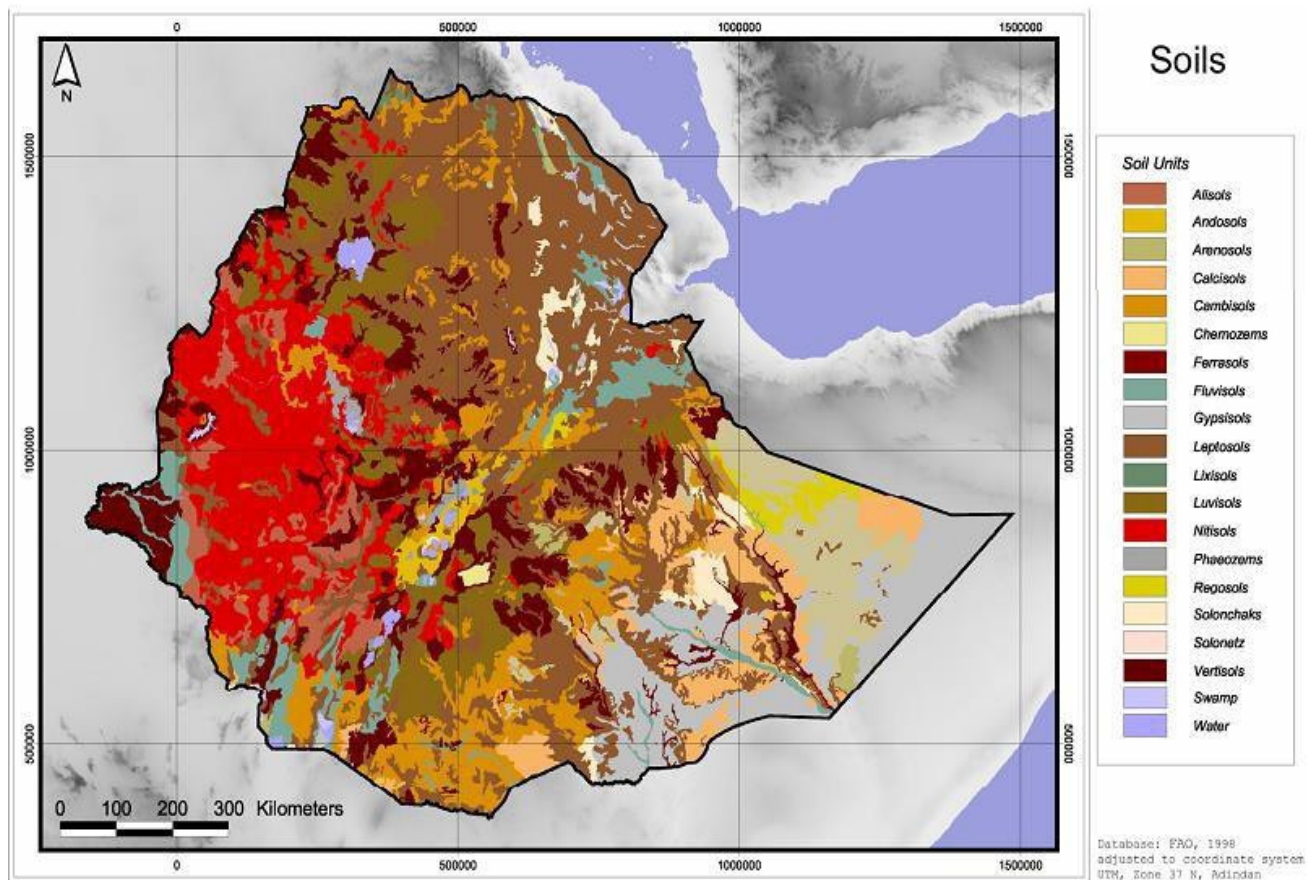 Soils
0 500000 1000000 1500000
N
1500000 1500000
1000000 1000000
500000 500000
0 100 200 300 Kilometers
0 500000 1000000 1500000
Soil Units
Alisols
Andosols
Arenosols
Calcisols
Cambisols
Chernozems
Ferrasols
Fluvisols
Gypsisols
Leptosols
Lixisols
Luvisols
Nitisols
Phaeozems
Regosols
Solonchaks
Solonetz
Vertisols
Swamp
Water
Database: FAO, 1998
adjusted to coordinate system
UTM, Zone 37 N, Adindan